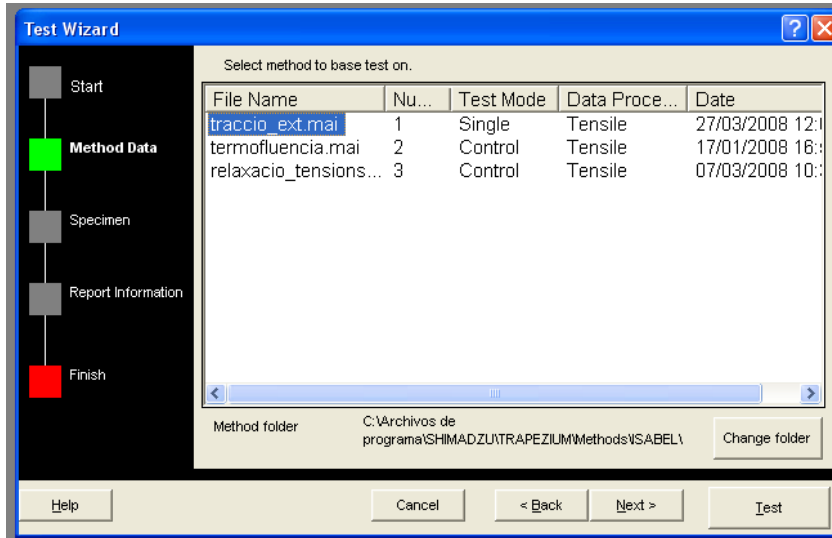 Test Wizard
Start
Method Data
Specimen
Report Information
Finish
Select method to base test on.
File Name Nu... Test Mode Data Proce... Date
traccio_ext.mai 1 Single Tensile 27/03/2008 12:
termofluencia.mai 2 Control Tensile 17/01/2008 16:
relaxacio_tensions... 3 Control Tensile 07/03/2008 10:
Method folder
C:\Archivos de
programa\SHIMADZU\TRAPEZIUM\Methods\ISABEL\
Change folder
Help Cancel < Back Next > Test